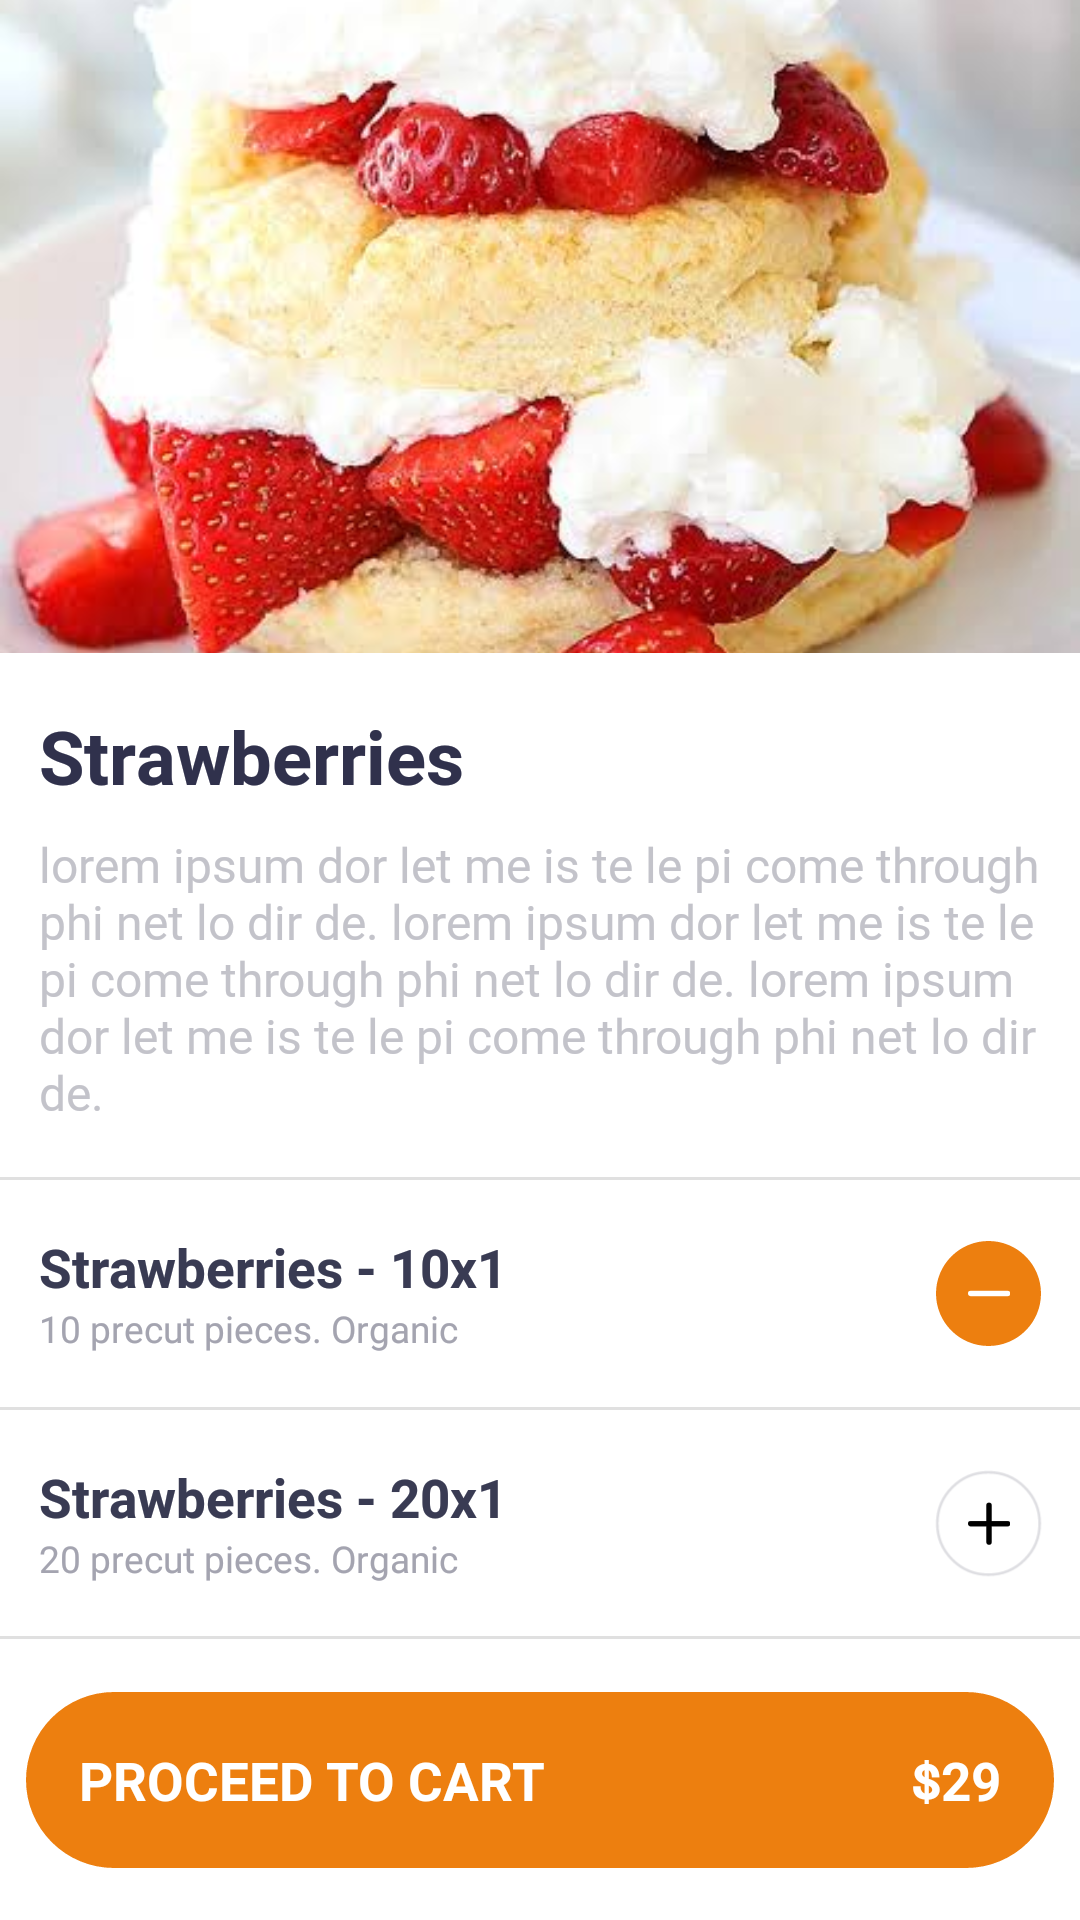 Strawberries
lorem ipsum dor let me is te le pi come through
phi net lo dir de. lorem ipsum dor let me is te le
pi come through phi net lo dir de. lorem ipsum
dor let me is te le pi come through phi net lo dir
de.
Strawberries - 10x1
10 precut pieces. Organic
Strawberries - 20x1
20 precut pieces. Organic
PROCEED TO CART $29